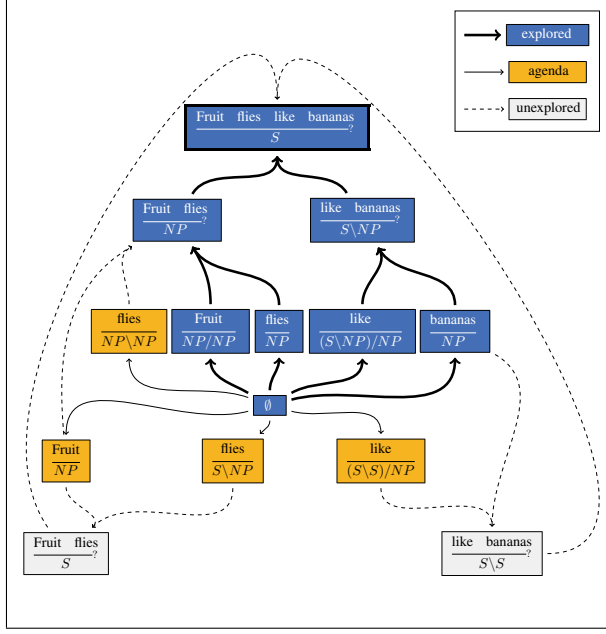 explored
agenda
unexplored
Fruit flies like bananas
S ?
Fruit flies
NP ?
like bananas
S\NP ?
flies
NP\NP
Fruit
NP/NP
flies
NP
like
(S\NP)/NP
bananas
NP
∅
Fruit
NP
flies
S\NP
like
(S\S)/NP
Fruit flies
S ?
like bananas
S\S ?